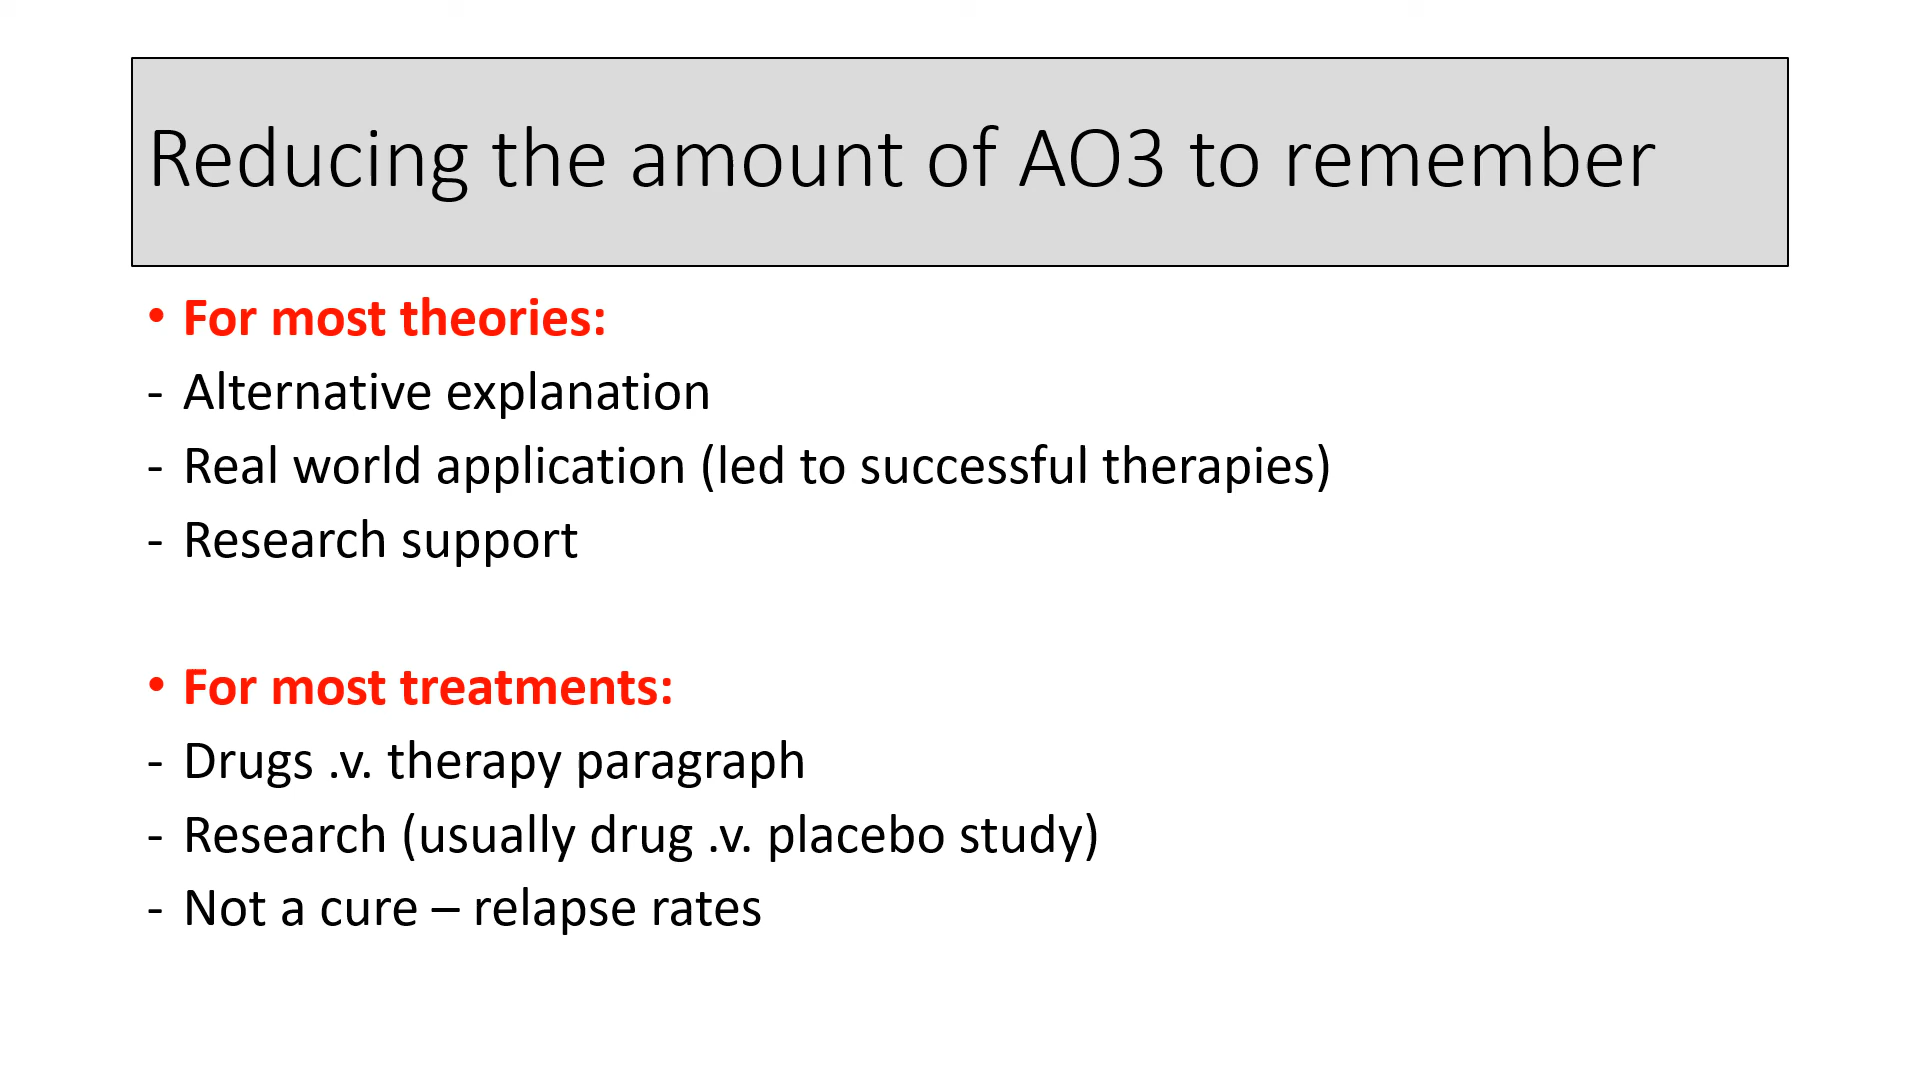 Reducing the amount of AO3 to remember
• For most theories:
- Alternative explanation
- Real world application (led to successful therapies)
- Research support
• For most treatments:
- Drugs .v. therapy paragraph
- Research (usually drug .v. placebo study)
- Not a cure – relapse rates